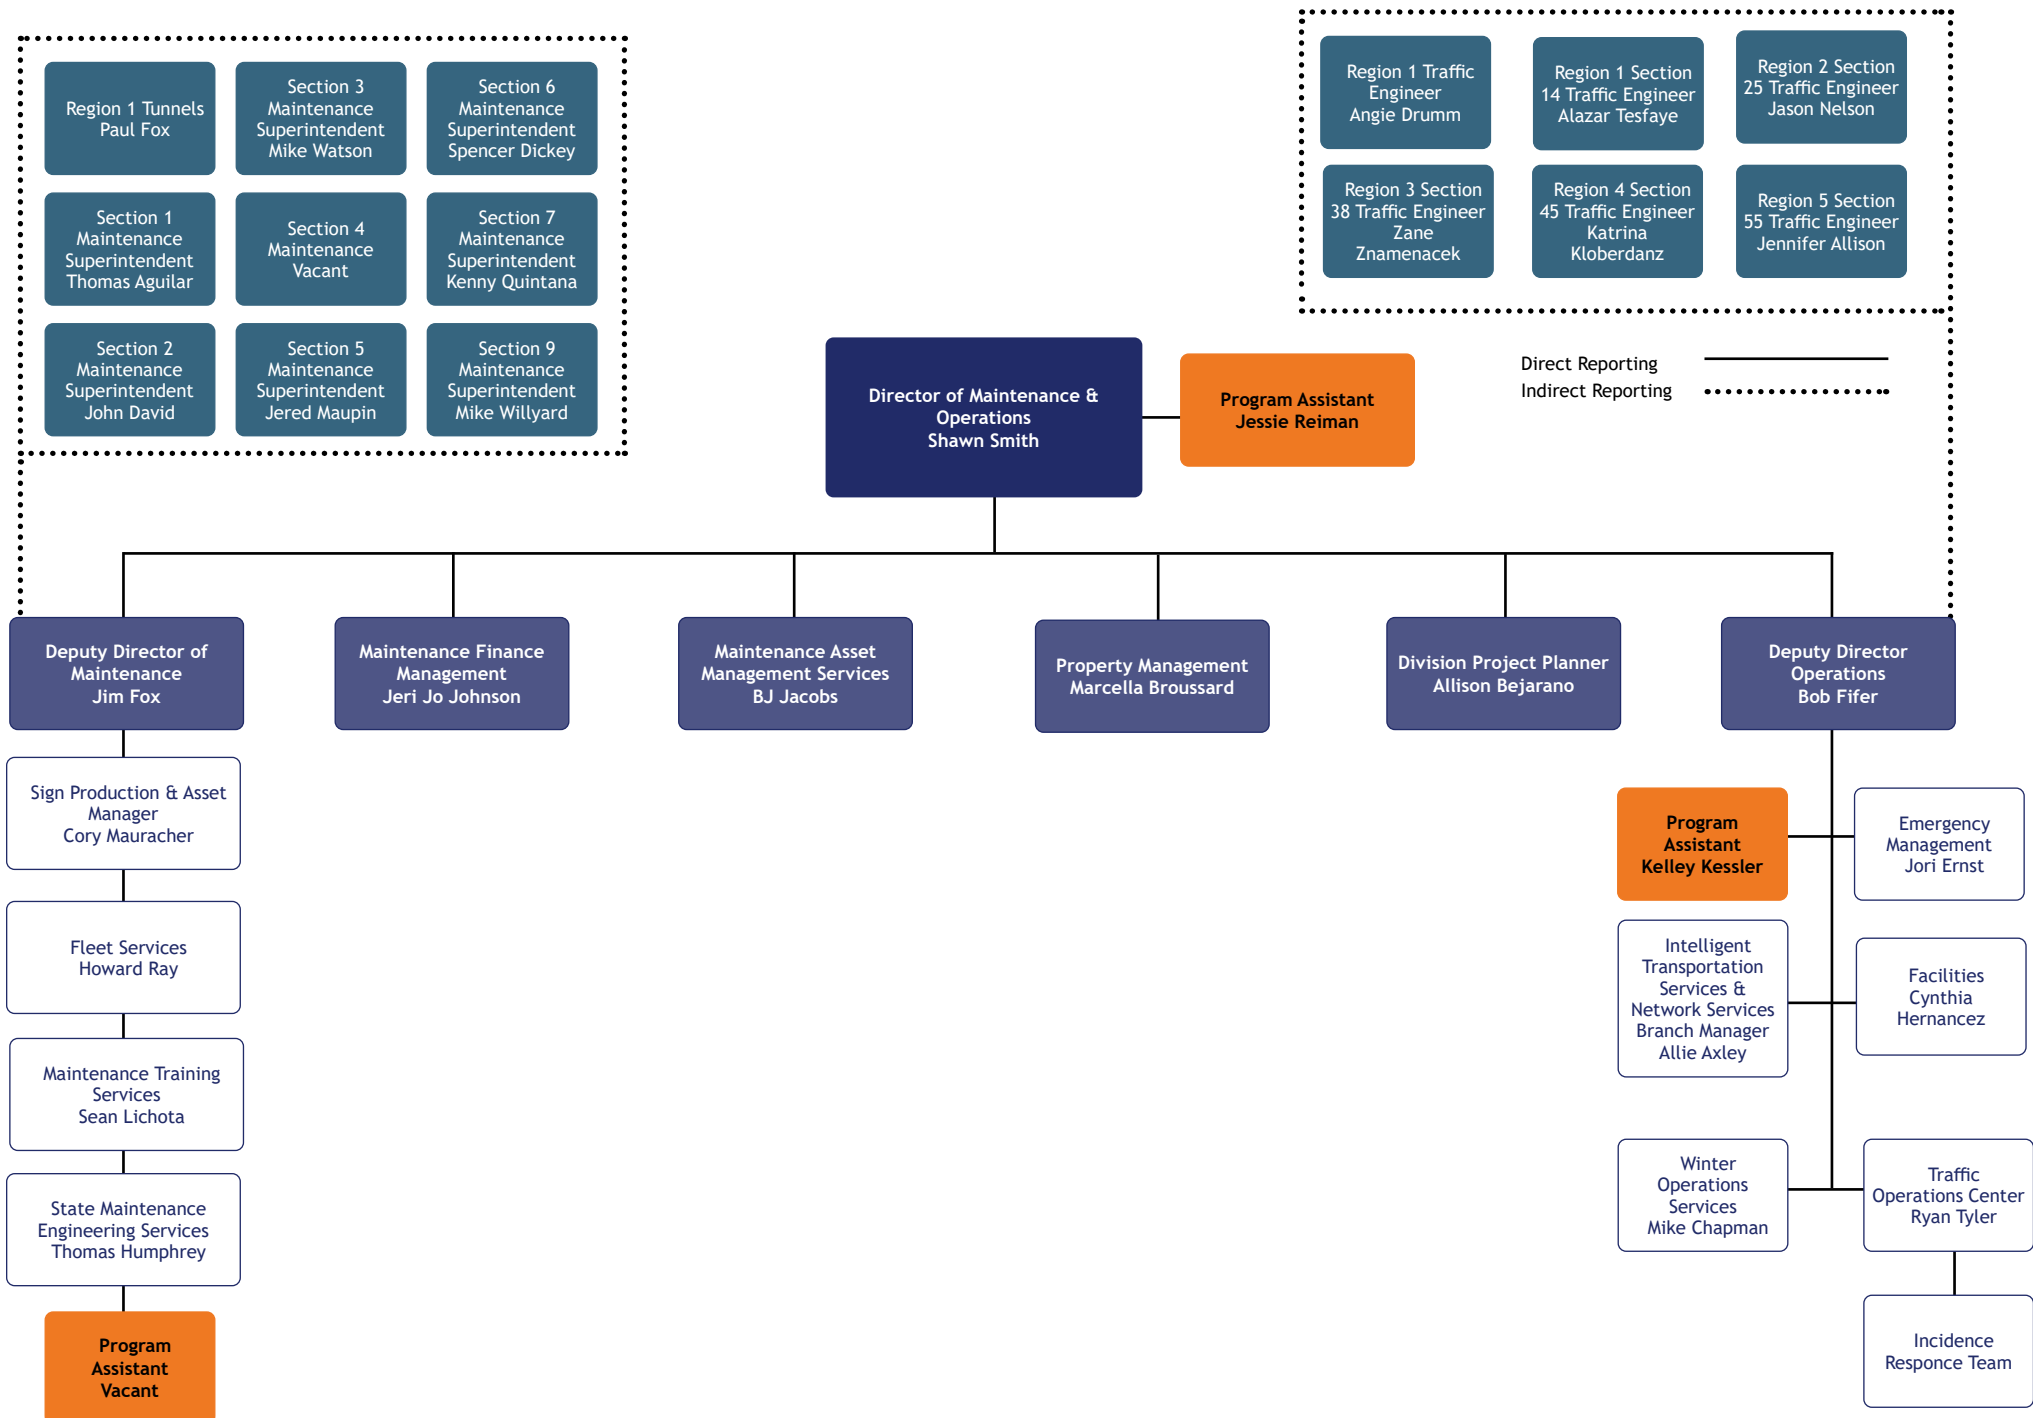 Region 1 Tunnels
Paul Fox
Section 3
Maintenance
Superintendent
Mike Watson
Section 6
Maintenance
Superintendent
Spencer Dickey
Section 1
Maintenance
Superintendent
Thomas Aguilar
Section 4
Maintenance
Vacant
Section 7
Maintenance
Superintendent
Kenny Quintana
Section 2
Maintenance
Superintendent
John David
Section 5
Maintenance
Superintendent
Jered Maupin
Section 9
Maintenance
Superintendent
Mike Willyard
Region 1 Traffic
Engineer
Angie Drumm
Region 1 Section
14 Traffic Engineer
Alazar Tesfaye
Region 2 Section
25 Traffic Engineer
Jason Nelson
Region 3 Section
38 Traffic Engineer
Zane
Znamenacek
Region 4 Section
45 Traffic Engineer
Katrina
Kloberdanz
Region 5 Section
55 Traffic Engineer
Jennifer Allison
Direct Reporting
Indirect Reporting
Director of Maintenance &
Operations
Shawn Smith
Program Assistant
Jessie Reiman
Deputy Director of
Maintenance
Jim Fox
Maintenance Finance
Management
Jeri Jo Johnson
Maintenance Asset
Management Services
BJ Jacobs
Property Management
Marcella Broussard
Division Project Planner
Allison Bejarano
Deputy Director
Operations
Bob Fifer
Sign Production & Asset
Manager
Cory Mauracher
Fleet Services
Howard Ray
Maintenance Training
Services
Sean Lichota
State Maintenance
Engineering Services
Thomas Humphrey
Program
Assistant
Vacant
Program
Assistant
Kelley Kessler
Emergency
Management
Jori Ernst
Intelligent
Transportation
Services &
Network Services
Branch Manager
Allie Axley
Facilities
Cynthia
Hernancez
Winter
Operations
Services
Mike Chapman
Traffic
Operations Center
Ryan Tyler
Incidence
Responce Team